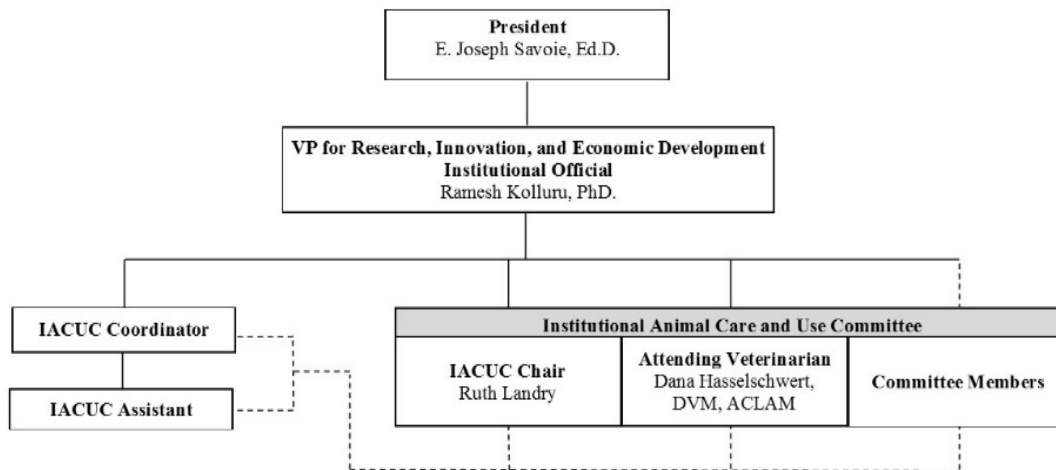 President
E. Joseph Savoie, Ed.D.
VP for Research, Innovation, and Economic Development
Institutional Official
Ramesh Kolluru, PhD.
IACUC Coordinator
IACUC Assistant
Institutional Animal Care and Use Committee
IACUC Chair
Ruth Landry
Attending Veterinarian
Dana Hasselschwert,
DVM, ACLAM
Committee Members